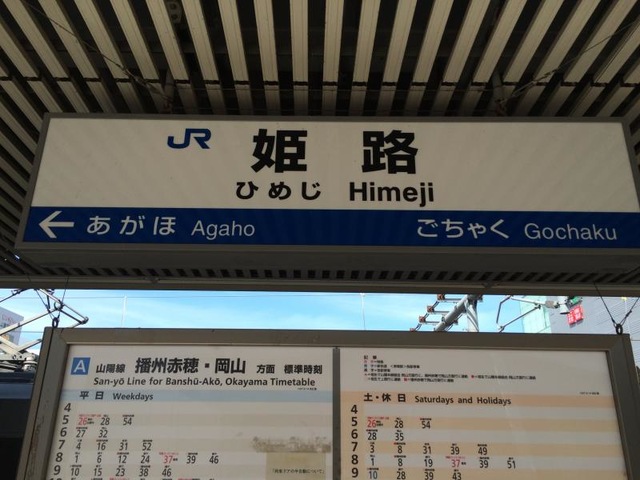 JR
姫路
ひめじ Himeji
← あがほ Agaho ごちゃく Gochaku
A 山陽線 播州赤穂・岡山 方面 標準時刻
San-yō Line for Banshū-Akō, Okayama Timetable
平日 Weekdays
4
5 26 28 54
6 27 32
7 4 16 31 52
8 1 6 12 24 37 39 46
9 10 15 23 38 46
土・休日 Saturdays and Holidays
4
5 26 28 54
6 28 35
7 3 8 31 39 49
8 1 6 12 19 37 39 51
9 10 39 43